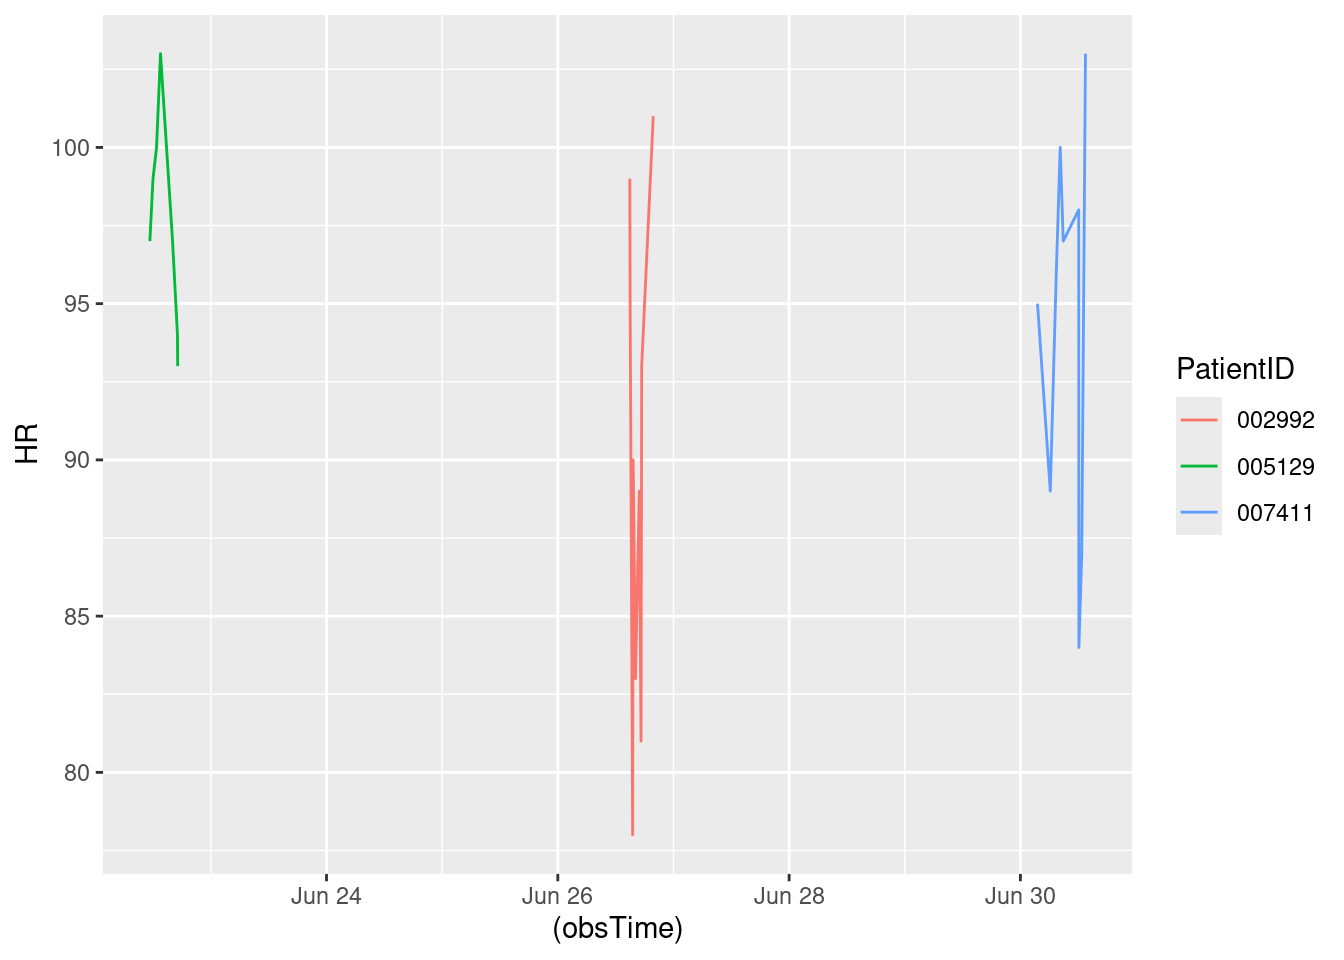 100
95
90
85
80
HR
Jun 24
Jun 26
Jun 28
Jun 30
(obsTime)
PatientID
002992
005129
007411